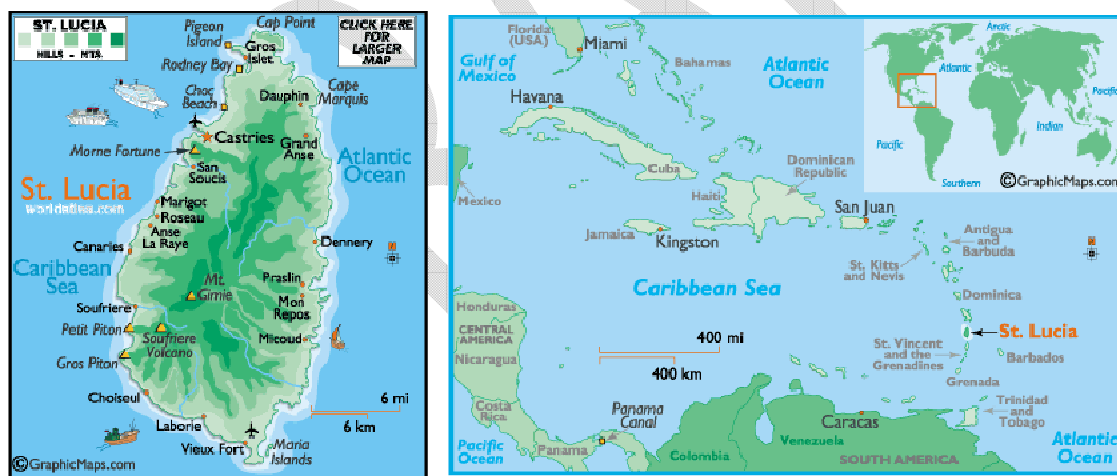 ST. LUCIA
HILLS - MTS.
CLICK HERE
FOR
LARGER
MAP
Cap Point
Pigeon
Island
Gros
Islet
Rodney Bay
Cape
Marquis
Choc
Beach
Dauphin
Castries
Grand
Anse
Morne Fortune
Atlantic
Ocean
San
Soucis
St. Lucia
worldatlas.com
Marigot
Roseau
Anse
La Raye
Canaries
Dennery
Caribbean
Sea
Mt.
Gimie
Praslin
Mon
Repos
Soufriere
Petit Piton
Soufriere
Volcano
Micoud
Gros Piton
Choiseul
6 mi
6 km
Laborie
Vieux Fort
Maria
Islands
©GraphicMaps.com
Florida
(USA)
Miami
Gulf of
Mexico
Bahamas
Atlantic
Ocean
Havana
Cuba
Mexico
Dominican
Republic
Haiti
San Juan
Jamaica
Kingston
Antigua
and
Barbuda
St. Kitts
and Nevis
Caribbean Sea
Dominica
Honduras
CENTRAL
AMERICA
Nicaragua
400 mi
400 km
St. Lucia
St. Vincent
and the
Grenadines
Barbados
Grenada
Costa
Rica
Panama
Canal
Caracas
Trinidad
and
Tobago
Pacific
Ocean
Panama
Colombia
Venezuela
SOUTH AMERICA
Atlantic
Ocean
Arctic
Atlantic
Pacific
Indian
Pacific
Southern
©GraphicMaps.com